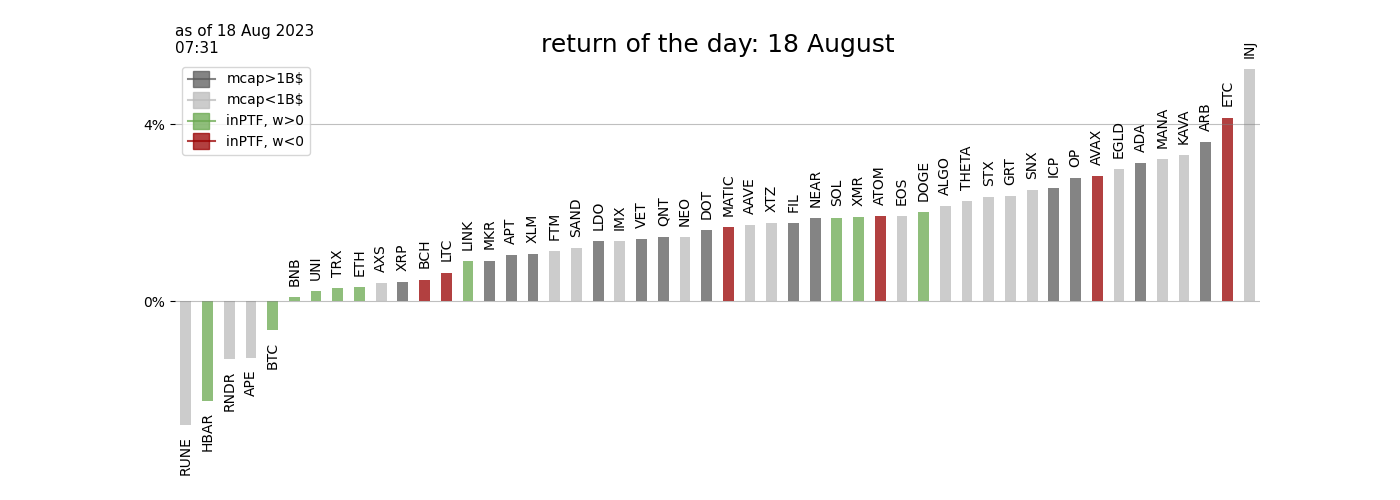 as of 18 Aug 2023
07:31
return of the day: 18 August
mcap>1B$
mcap<1B$
inPTF, w>0
inPTF, w<0
4%
0%
RUNE
HBAR
RNDR
APE
BTC
BNB
UNI
TRX
ETH
AXS
XRP
BCH
LTC
LINK
MKR
APT
XLM
FTM
SAND
LDO
IMX
VET
QNT
NEO
DOT
MATIC
AAVE
XTZ
FIL
NEAR
SOL
XMR
ATOM
EOS
DOGE
ALGO
THETA
STX
GRT
SNX
ICP
OP
AVAX
EGLD
ADA
MANA
KAVA
ARB
ETC
INJ